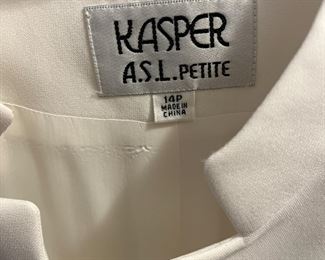 KASPER
A.S.L. PETITE
14P
MADE IN
CHINA